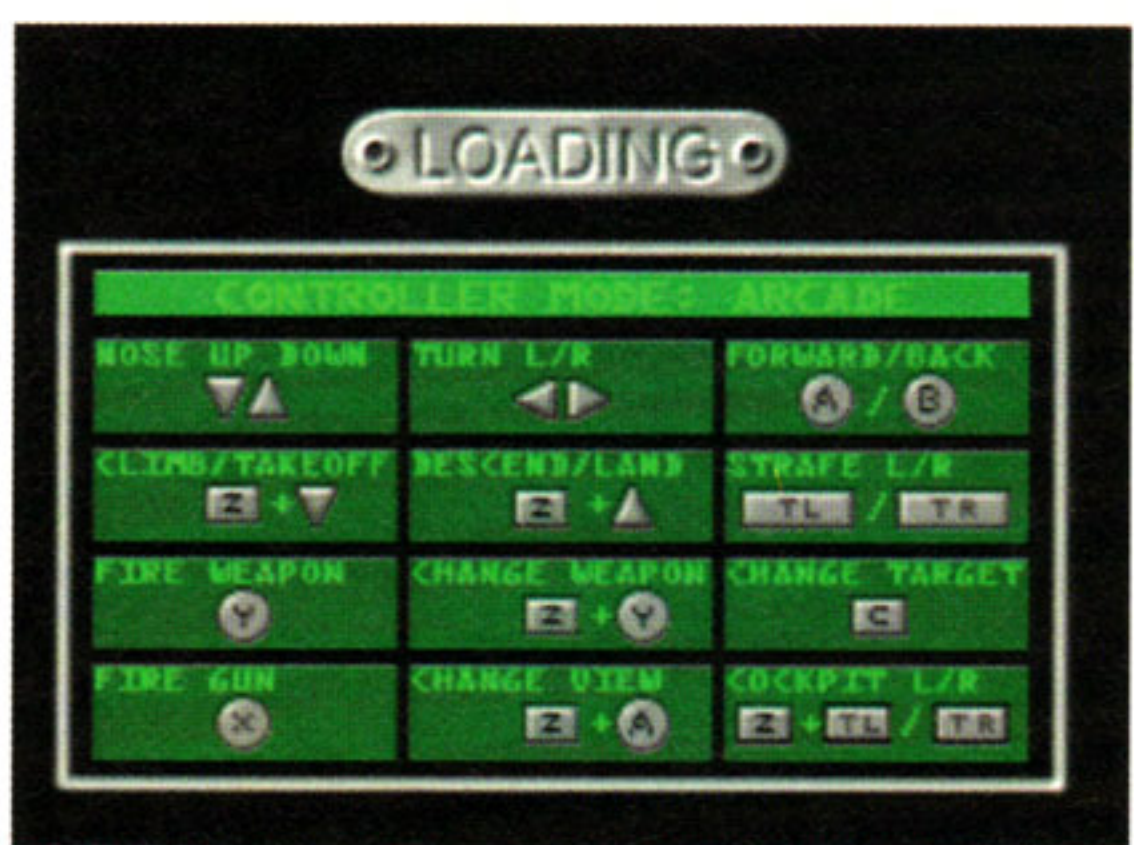 LOADING
CONTROLLER MODE: ARCADE
NOSE UP DOWN
TURN L/R
FORWARD/BACK
A / B
CLIMB/TAKEOFF
Z +
DESCEND/LAND
Z +
STRAFE L/R
TL / TR
FIRE WEAPON
Y
CHANGE WEAPON
Z + Y
CHANGE TARGET
C
FIRE GUN
X
CHANGE VIEW
Z + A
COCKPIT L/R
Z + TL / TR